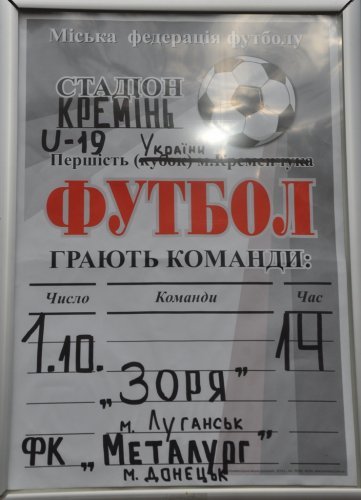 Міська федерація футболу
СТАДІОН
КРЕМІНЬ
U-19 України
Першість (кубок) м.Кременчука
ФУТБОЛ
ГРАЮТЬ КОМАНДИ:
Число Команди Час
1.10. 14
„ЗОРЯ"
м. Луганськ
ФК „МЕТАЛУРГ"
м. ДОНЕЦЬК